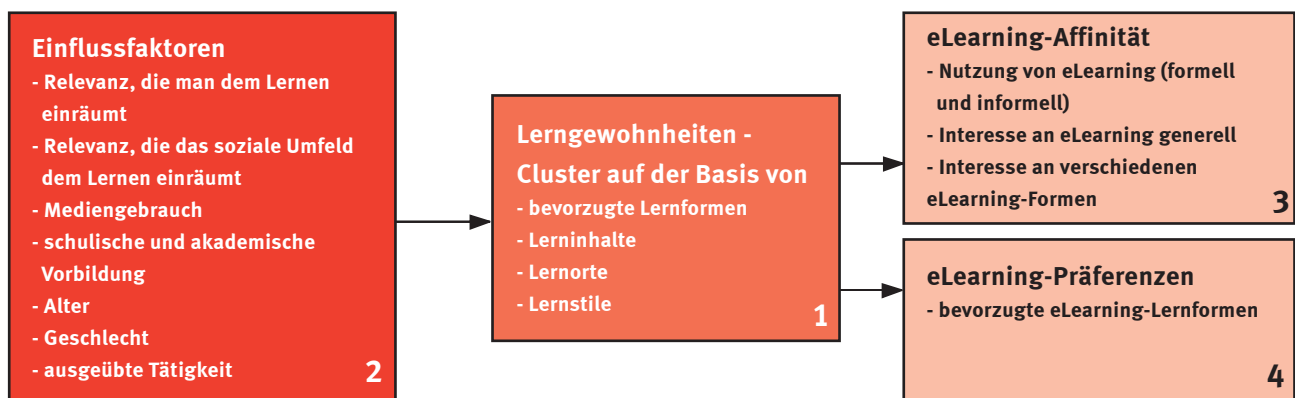 Einflussfaktoren
- Relevanz, die man dem Lernen
einräumt
- Relevanz, die das soziale Umfeld
dem Lernen einräumt
- Mediengebrauch
- schulische und akademische
Vorbildung
- Alter
- Geschlecht
- ausgeübte Tätigkeit
2
Lerngewohnheiten -
Cluster auf der Basis von
- bevorzugte Lernformen
- Lerninhalte
- Lernorte
- Lernstile
1
eLearning-Affinität
- Nutzung von eLearning (formell
und informell)
- Interesse an eLearning generell
- Interesse an verschiedenen
eLearning-Formen
3
eLearning-Präferenzen
- bevorzugte eLearning-Lernformen
4